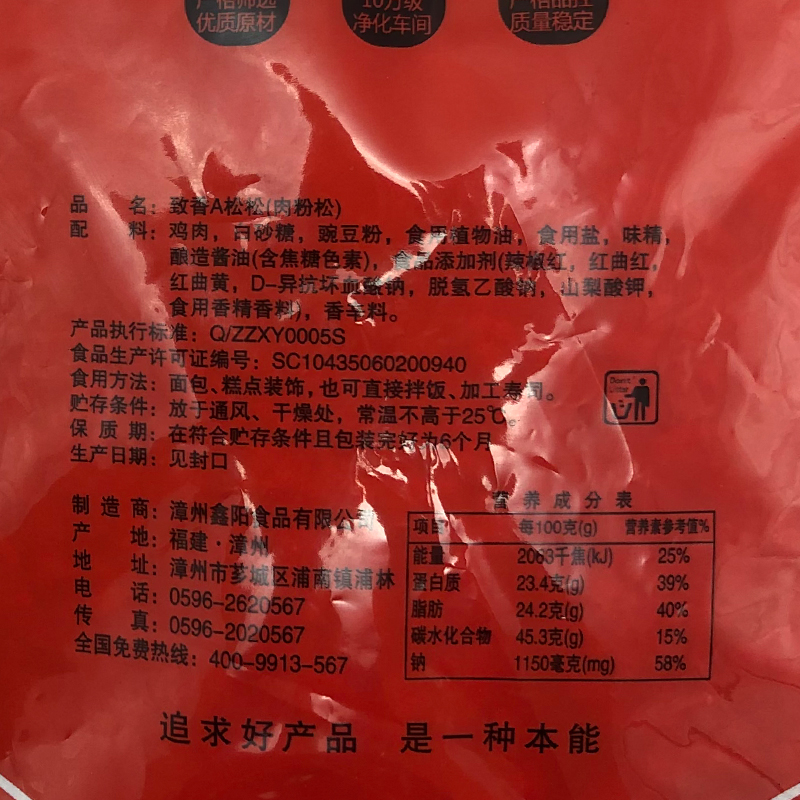 严格筛选
优质原材
10万级
净化车间
严格品控
质量稳定
品 名：致香A松松(肉粉松)
配 料：鸡肉，白砂糖，豌豆粉，食用植物油，食用盐，味精，
酿造酱油(含焦糖色素)，食品添加剂(辣椒红，红曲红，
红曲黄，D-异抗坏血酸钠，脱氢乙酸钠，山梨酸钾，
食用香精香料)，香辛料。
产品执行标准：Q/ZZXY0005S
食品生产许可证编号：SC10435060200940
食用方法：面包、糕点装饰，也可直接拌饭、加工寿司。
贮存条件：放于通风、干燥处，常温不高于25℃。
保 质 期：在符合贮存条件且包装完好为6个月
生产日期：见封口
Don't Litter
制 造 商：漳州鑫阳食品有限公司
产 地：福建·漳州
地 址：漳州市芗城区浦南镇浦林
电 话：0596-2620567
传 真：0596-2020567
全国免费热线：400-9913-567
营养成分表
项目 每100克(g) 营养素参考值%
能量 2063千焦(kJ) 25%
蛋白质 23.4克(g) 39%
脂肪 24.2克(g) 40%
碳水化合物 45.3克(g) 15%
钠 1150毫克(mg) 58%
追求好产品 是一种本能